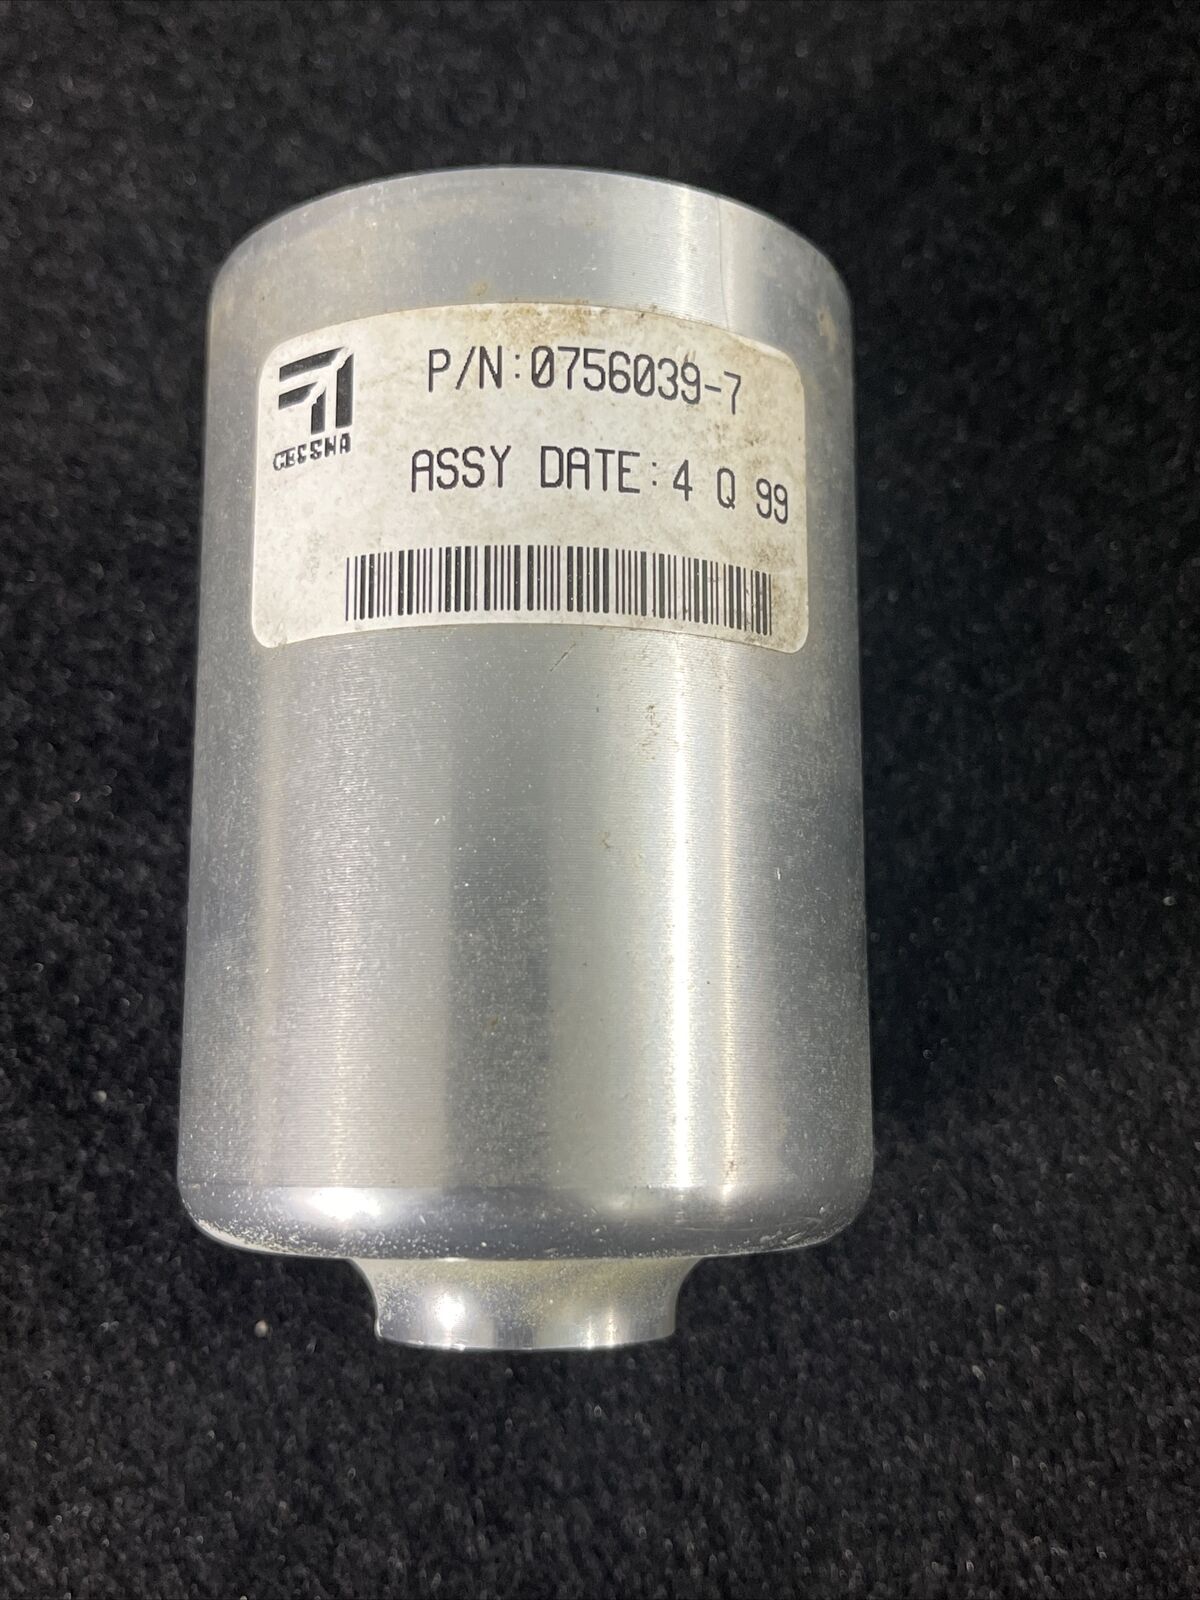 CESSNA
P/N:0756039-7
ASSY DATE: 4 Q 99